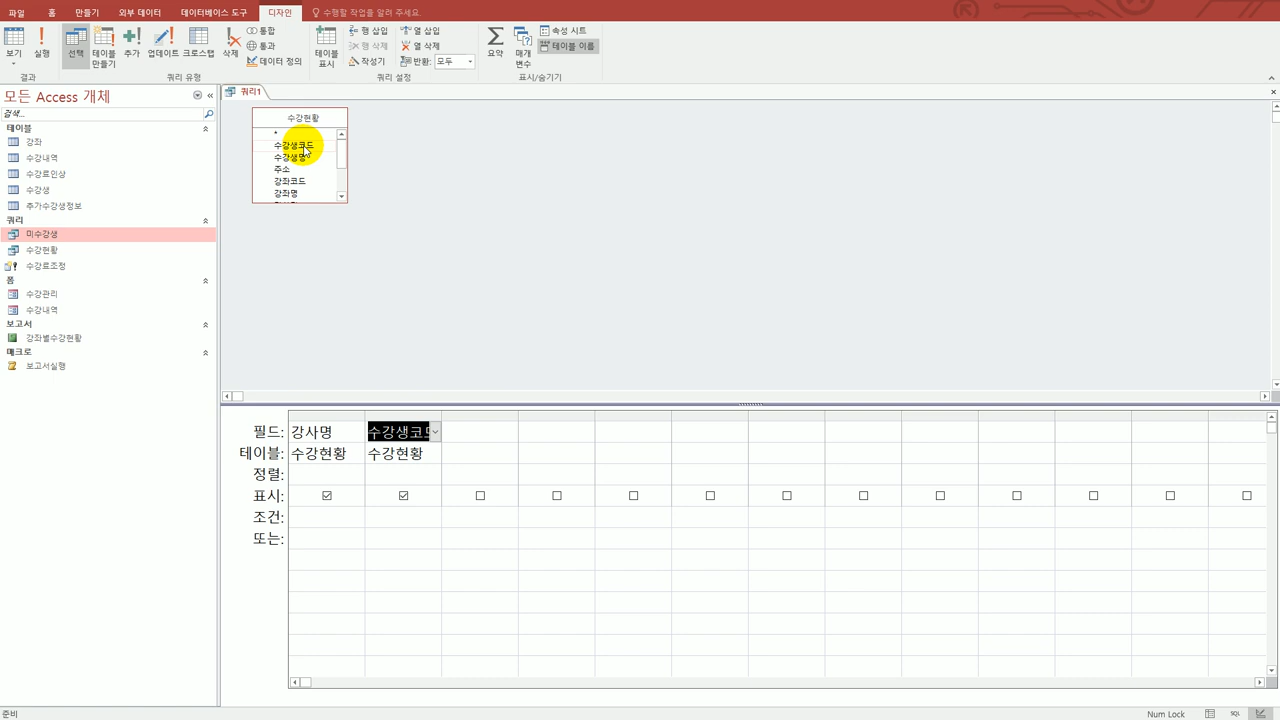 파일 홈 만들기 외부 데이터 데이터베이스 도구 디자인 수행할 작업을 알려 주세요.
보기 실행 선택 테이블 만들기 추가 업데이트 크로스탭 삭제 통합 통과 데이터 정의 테이블 표시 행 삽입 행 삭제 작성기 열 삽입 열 삭제 반환: 모두 요약 매개 변수 속성 시트 테이블 이름
결과 쿼리 유형 쿼리 설정 표시/숨기기
모든 Access 개체
검색...
테이블
강좌
수강내역
수강료인상
수강생
추가수강생정보
쿼리
미수강생
수강현황
수강료조정
폼
수강관리
수강내역
보고서
강좌별수강현황
매크로
보고서실행
쿼리1
수강현황
*
수강생코드
수강생명
주소
강좌코드
강좌명
필드: 강사명 수강생코드
테이블: 수강현황 수강현황
정렬:
표시:
조건:
또는:
준비 Num Lock SQL